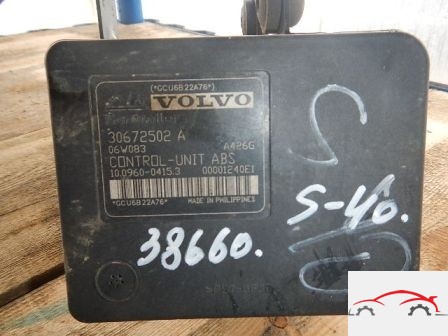 (*GCU6B22A76*)
VOLVO
30672502 A
06W083 A426G
CONTROL-UNIT ABS
10.0960-0415.3 00001240E1
*GCU6B22A76* MADE IN PHILIPPINES
S-40.
38660.